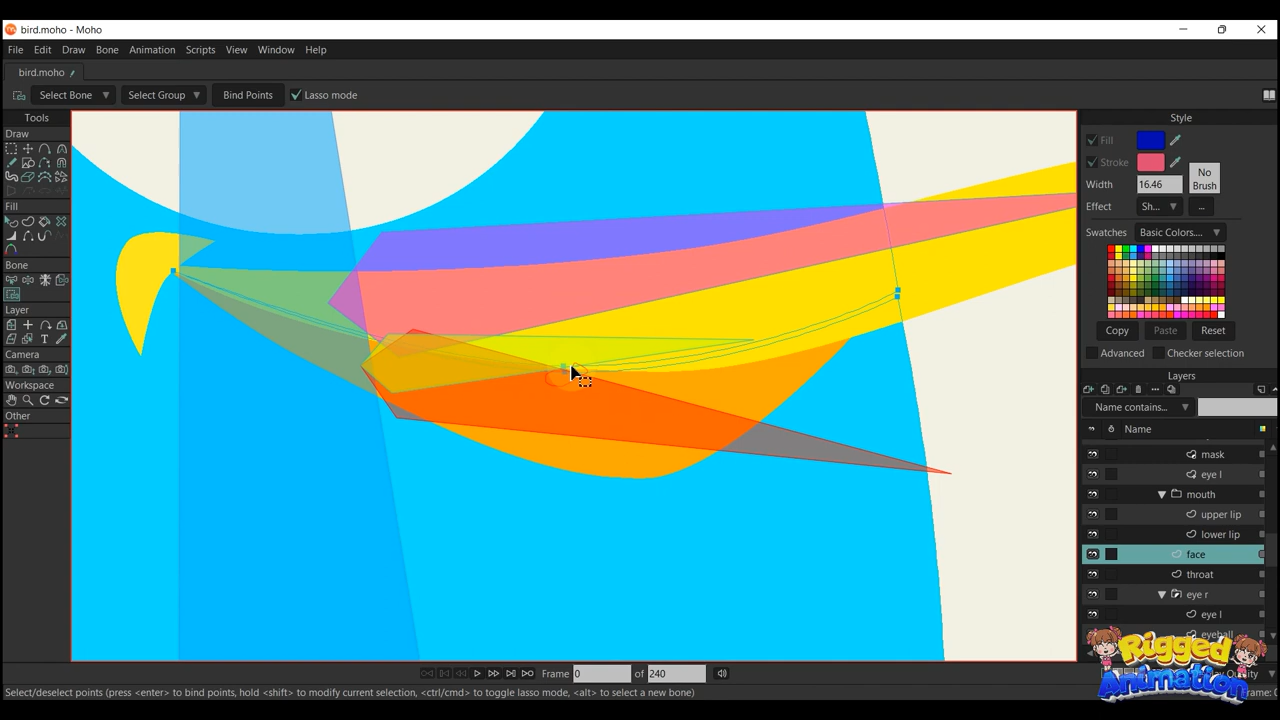 bird.moho - Moho
File Edit Draw Bone Animation Scripts View Window Help
bird.moho
Select Bone Select Group Bind Points Lasso mode
Tools
Draw
Fill
Bone
Layer
Camera
Workspace
Other
Style
Fill
Stroke
No Brush
Width 16.46
Effect Sh... ...
Swatches Basic Colors....
Copy Paste Reset
Advanced Checker selection
Layers
Name contains...
Name
mask
eye l
mouth
upper lip
lower lip
face
throat
eye r
eye l
eyeball
Frame 0 of 240
Select/deselect points (press <enter> to bind points, hold <shift> to modify current selection, <ctrl/cmd> to toggle lasso mode, <alt> to select a new bone)
Rigged
Animation